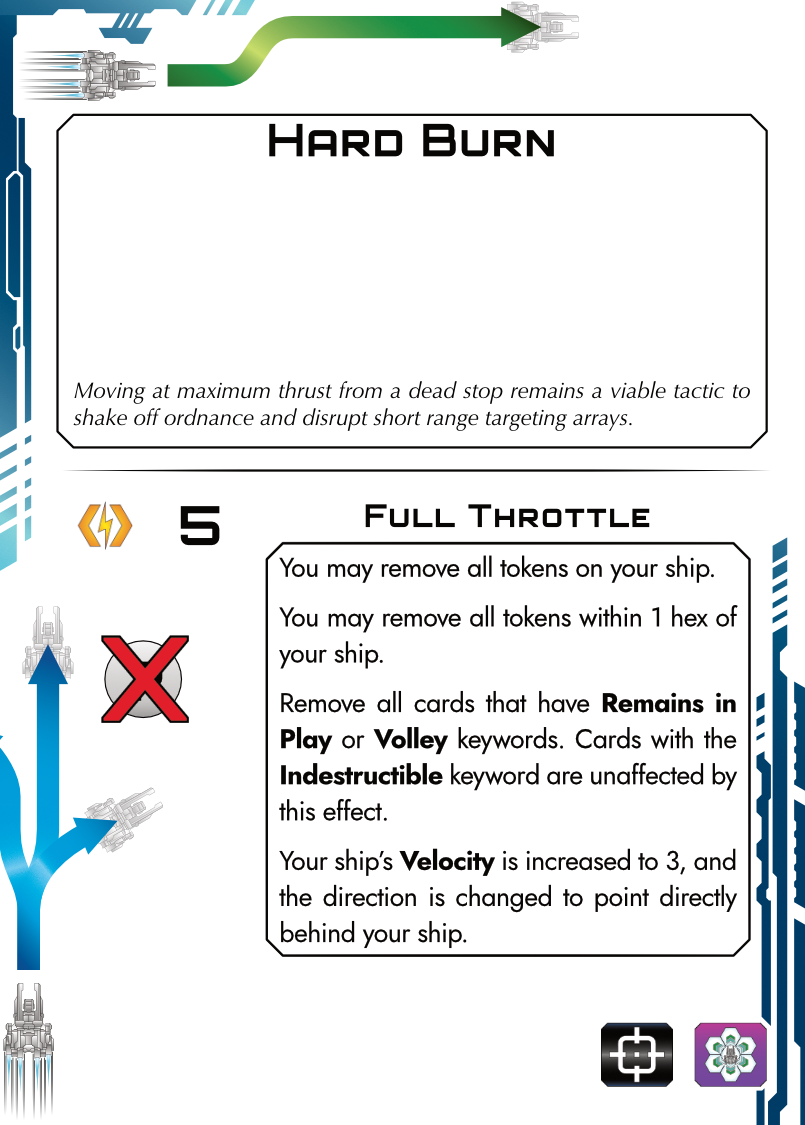 Hard Burn
Moving at maximum thrust from a dead stop remains a viable tactic to
shake off ordnance and disrupt short range targeting arrays.
5
Full Throttle
You may remove all tokens on your ship.
You may remove all tokens within 1 hex of
your ship.
Remove all cards that have Remains in
Play or Volley keywords. Cards with the
Indestructible keyword are unaffected by
this effect.
Your ship’s Velocity is increased to 3, and
the direction is changed to point directly
behind your ship.